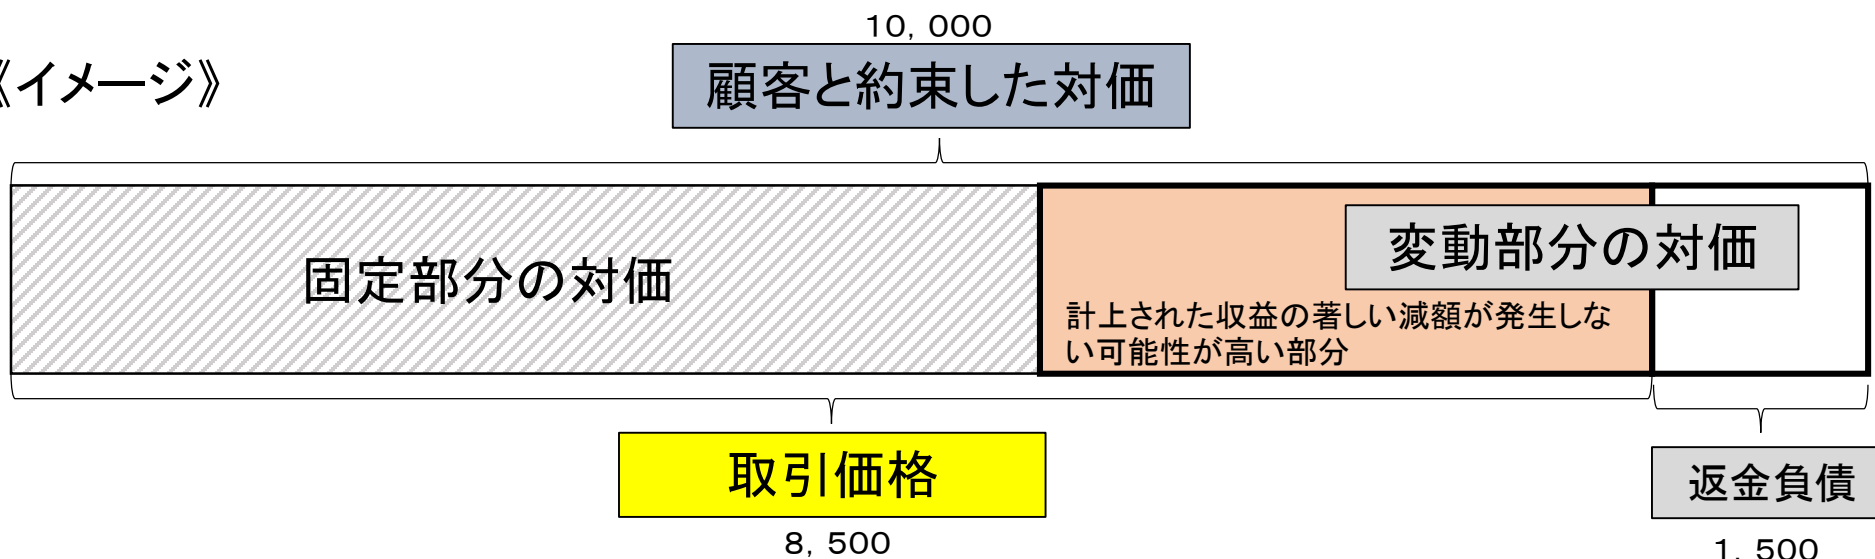 10，000
《イメージ》
顧客と約束した対価
固定部分の対価
変動部分の対価
計上された収益の著しい減額が発生しな
い可能性が高い部分
取引価格
8，500
返金負債
1，500